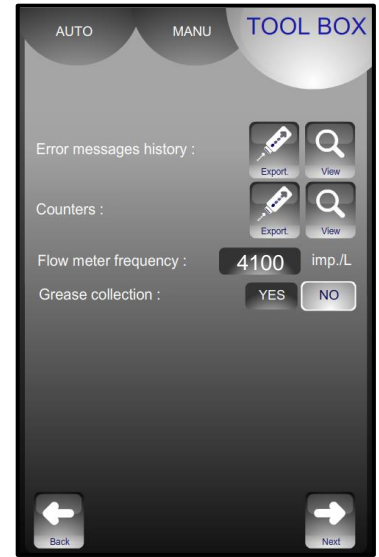 AUTO MANU TOOL BOX
Error messages history :
Export. View
Counters :
Export. View
Flow meter frequency : 4100 imp./L
Grease collection : YES NO
Back Next